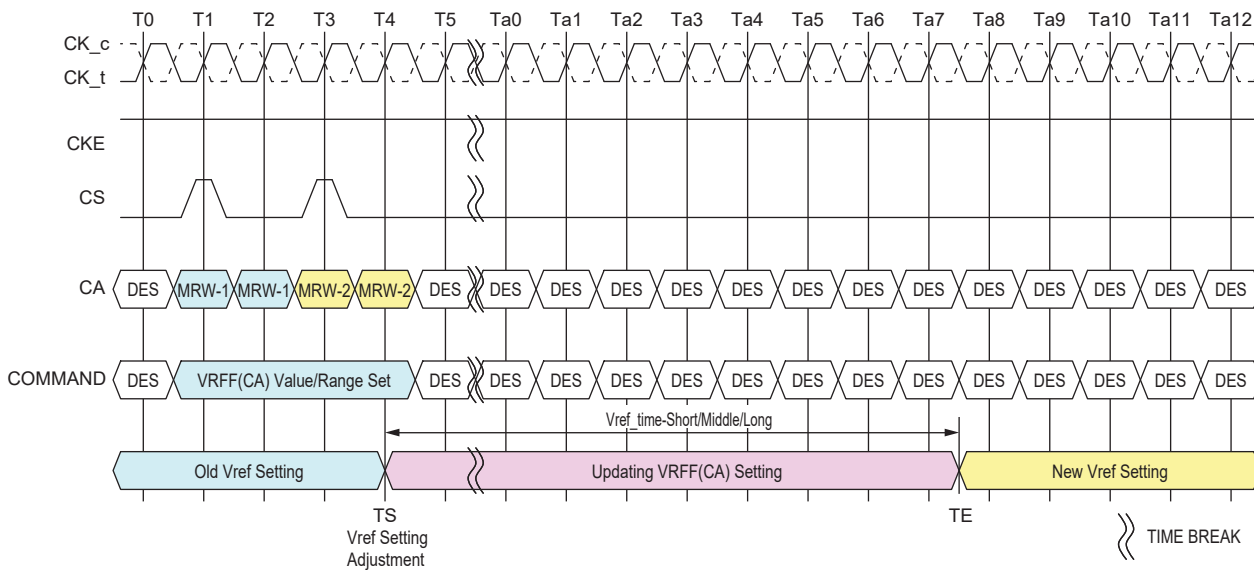 T0 T1 T2 T3 T4 T5 Ta0 Ta1 Ta2 Ta3 Ta4 Ta5 Ta6 Ta7 Ta8 Ta9 Ta10 Ta11 Ta12
CK_c
CK_t
CKE
CS
CA DES MRW-1 MRW-1 MRW-2 MRW-2 DES DES DES DES DES DES DES DES DES DES DES DES DES DES
COMMAND DES VRFF(CA) Value/Range Set DES DES DES DES DES DES DES DES DES DES DES DES DES DES
Vref_time-Short/Middle/Long
Old Vref Setting Updating VRFF(CA) Setting New Vref Setting
TS TE
Vref Setting
Adjustment
TIME BREAK